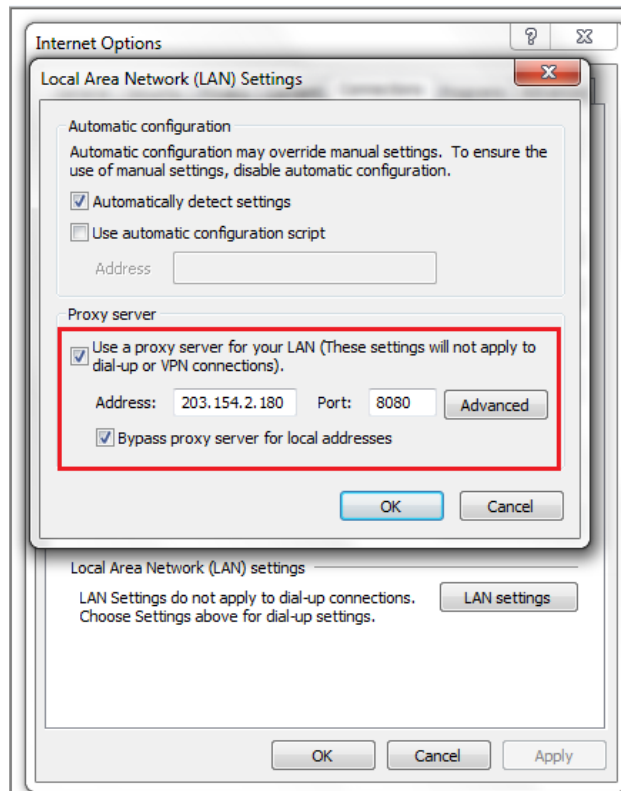 Internet Options
Local Area Network (LAN) Settings
Connections
Automatic configuration
Automatic configuration may override manual settings. To ensure the
use of manual settings, disable automatic configuration.
Automatically detect settings
Use automatic configuration script
Address
Proxy server
Use a proxy server for your LAN (These settings will not apply to
dial-up or VPN connections).
Address: 203.154.2.180 Port: 8080 Advanced
Bypass proxy server for local addresses
OK Cancel
Local Area Network (LAN) settings
LAN Settings do not apply to dial-up connections. LAN settings
Choose Settings above for dial-up settings.
OK Cancel Apply